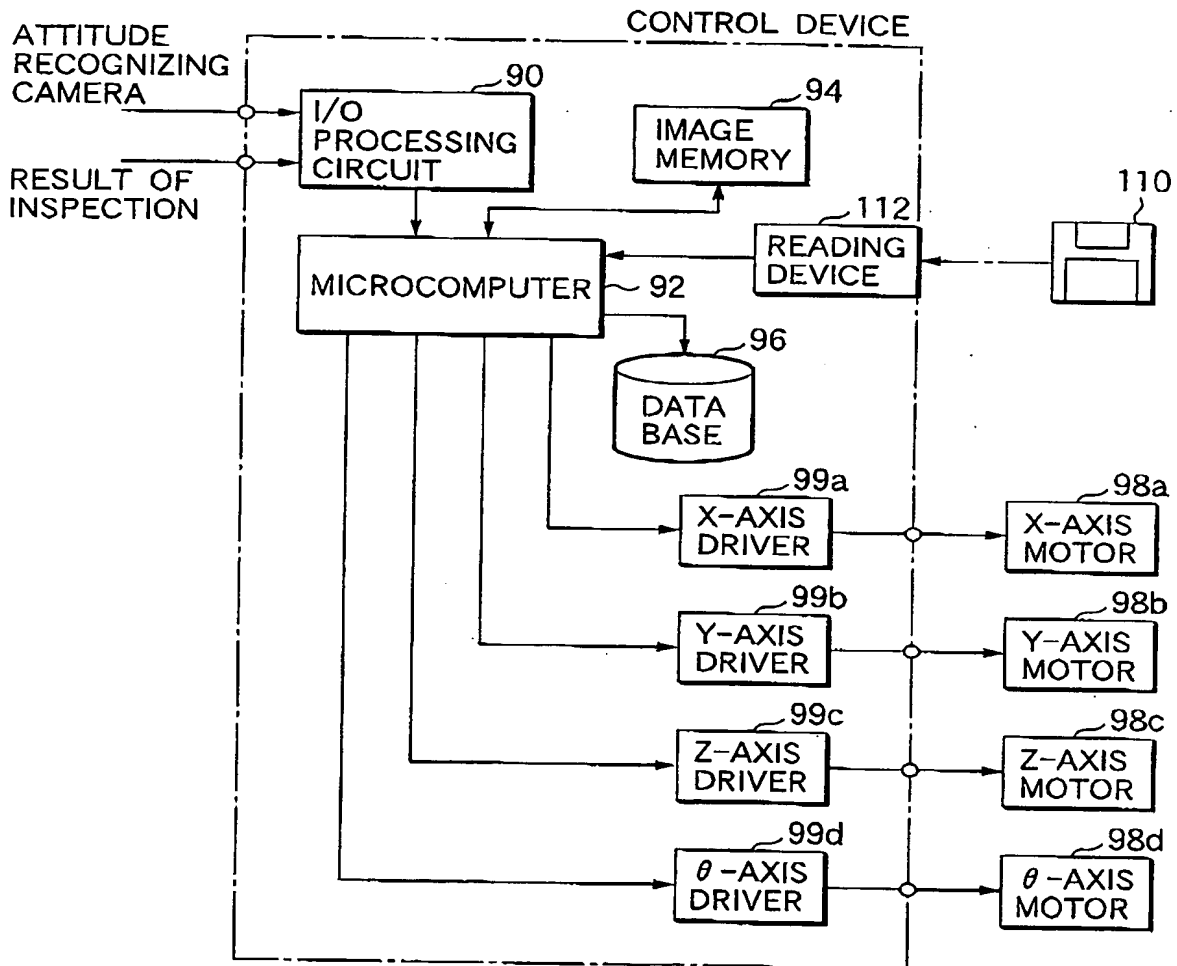 CONTROL DEVICE
ATTITUDE
RECOGNIZING
CAMERA
90
I/O
PROCESSING
CIRCUIT
94
IMAGE
MEMORY
RESULT OF
INSPECTION
110
112
READING
DEVICE
MICROCOMPUTER
92
96
DATA
BASE
99a
X-AXIS
DRIVER
98a
X-AXIS
MOTOR
99b
Y-AXIS
DRIVER
98b
Y-AXIS
MOTOR
99c
Z-AXIS
DRIVER
98c
Z-AXIS
MOTOR
99d
θ-AXIS
DRIVER
98d
θ-AXIS
MOTOR